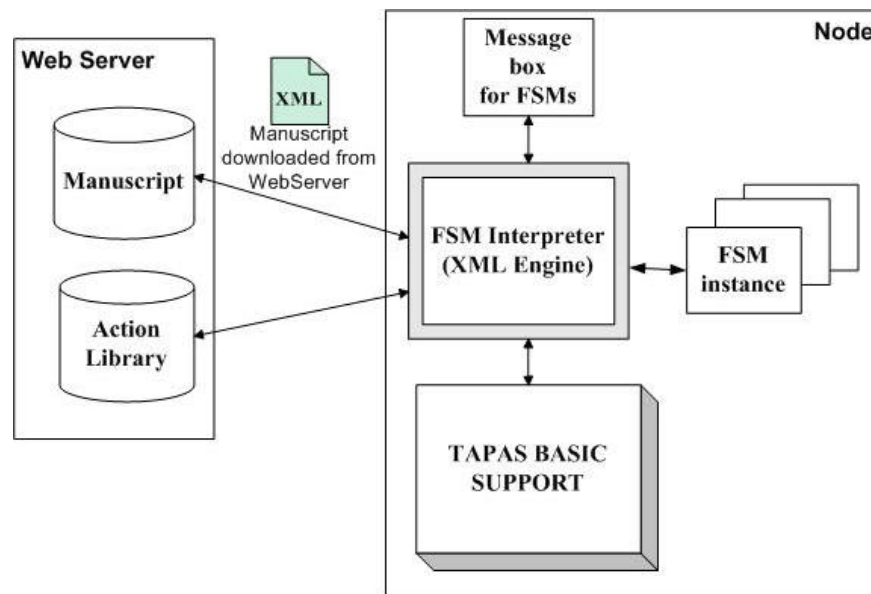 Web Server
Manuscript
Action
Library
XML
Manuscript
downloaded from
WebServer
Node
Message
box
for FSMs
FSM Interpreter
(XML Engine)
FSM
instance
TAPAS BASIC
SUPPORT